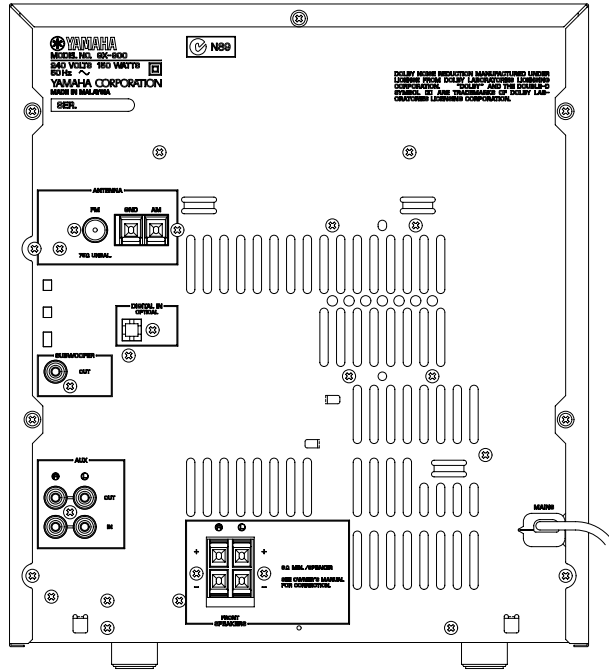 YAMAHA
MODEL NO. GX-900
240 VOLTS 150 WATTS
50Hz
YAMAHA CORPORATION
MADE IN MALAYSIA
SER.
N89
DOLBY NOISE REDUCTION MANUFACTURED UNDER
LICENSE FROM DOLBY LABORATORIES LICENSING
CORPORATION. "DOLBY" AND THE DOUBLE-D
SYMBOL ARE TRADEMARKS OF DOLBY LAB-
ORATORIES LICENSING CORPORATION.
ANTENNA
FM GND AM
75Ω UNBAL.
DIGITAL IN
OPTICAL
SUBWOOFER
OUT
AUX
R L
OUT
IN
MAINS
R L
+ +
6Ω MIN. /SPEAKER
- -
SEE OWNER'S MANUAL
FOR CONNECTION.
FRONT
SPEAKERS